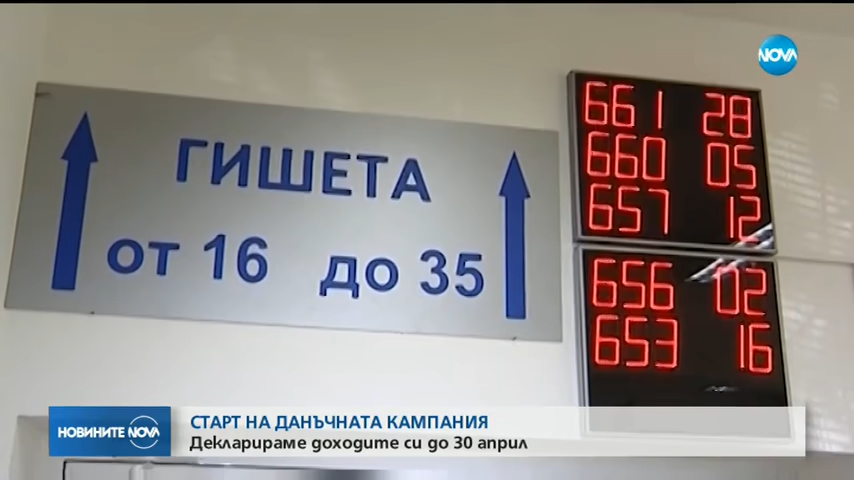 NOVA
ГИШЕТА
от 16 до 35
661 28
660 05
657 12
656 02
653 16
НОВИНИТЕ NOVA
СТАРТ НА ДАНЪЧНАТА КАМПАНИЯ
Декларираме доходите си до 30 април